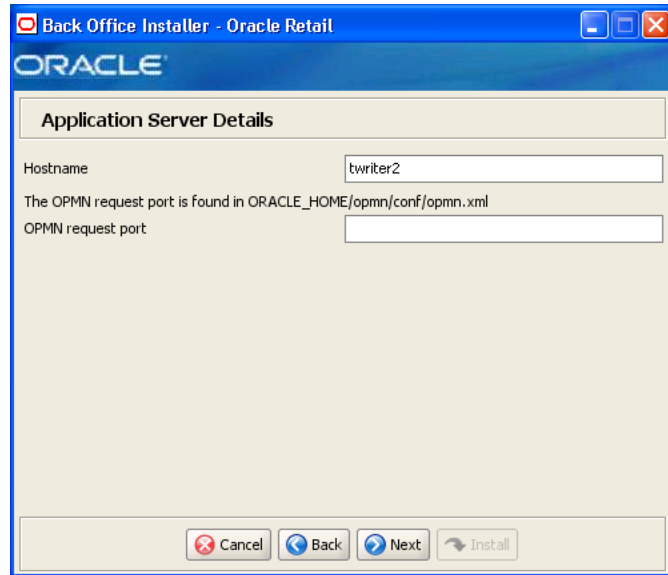 Back Office Installer - Oracle Retail
ORACLE
Application Server Details
Hostname twriter2
The OPMN request port is found in ORACLE_HOME/opmn/conf/opmn.xml
OPMN request port
Cancel Back Next Install